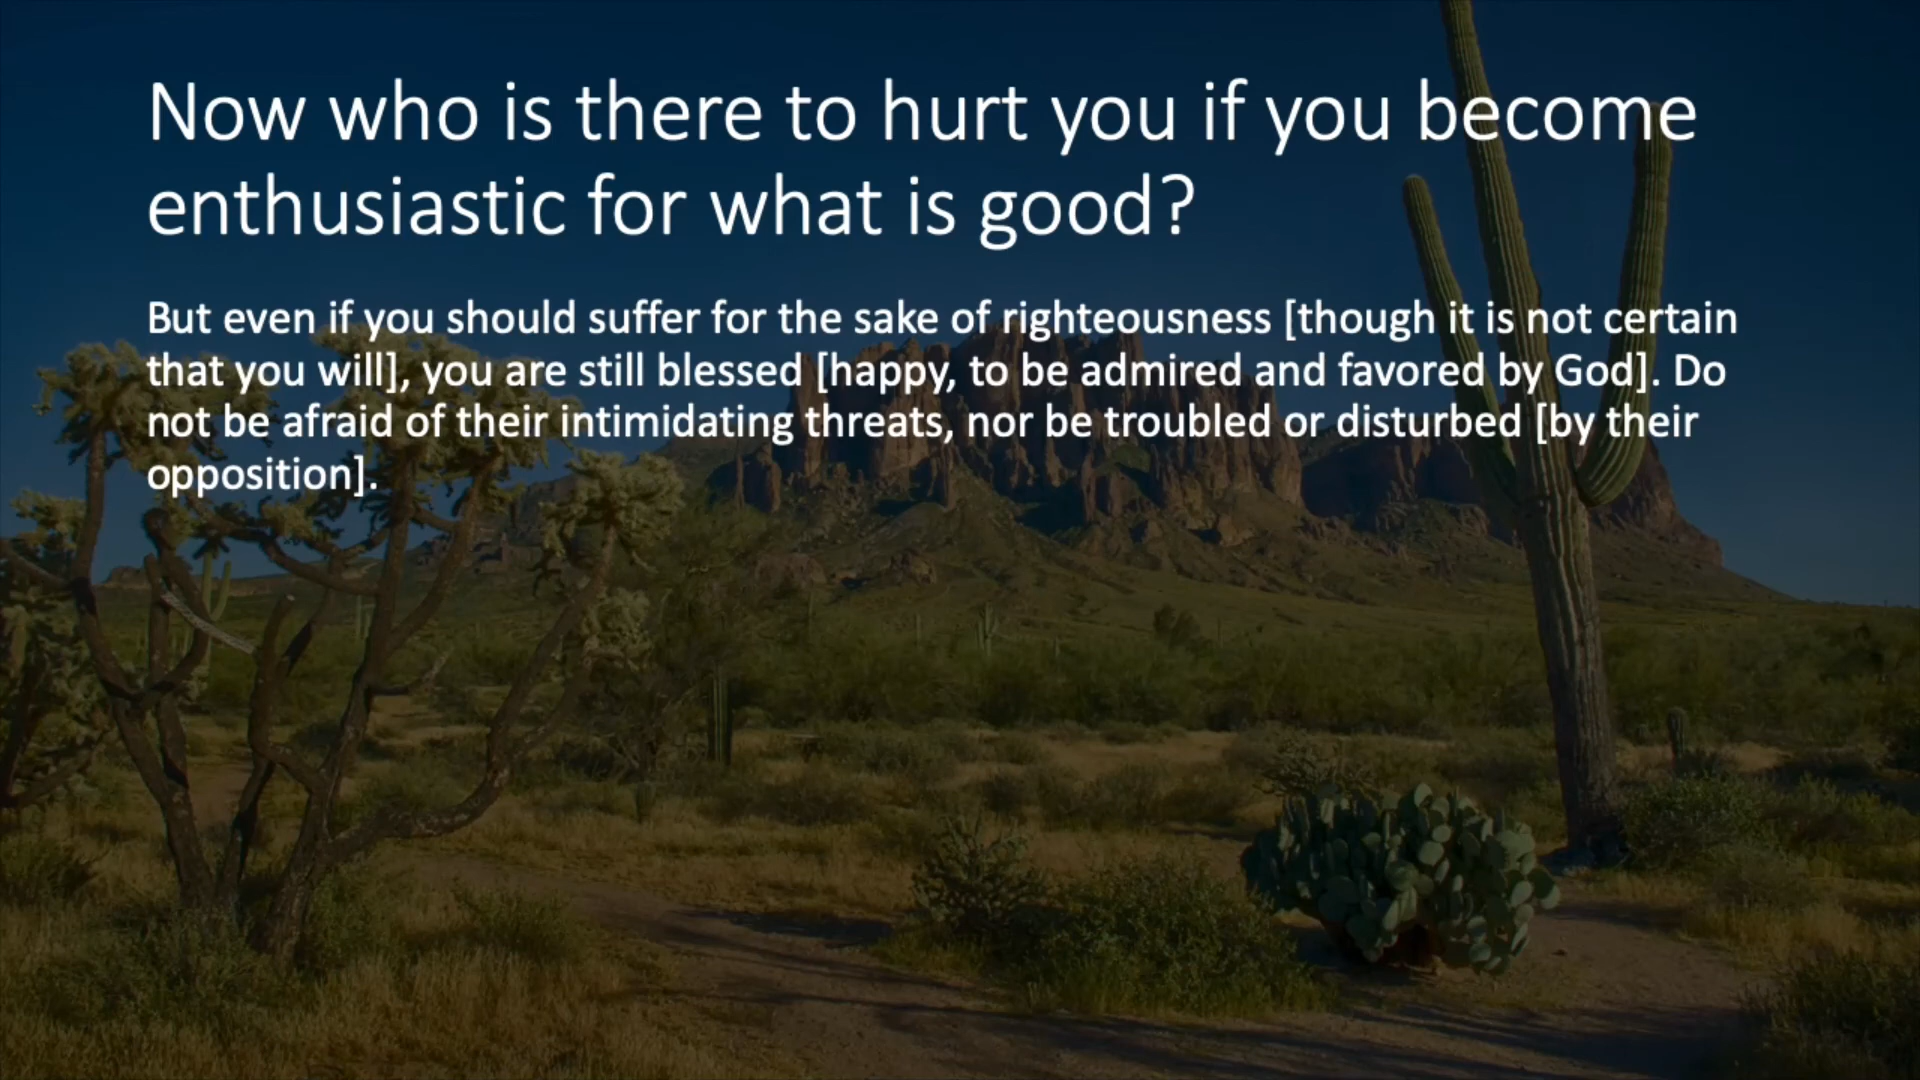 Now who is there to hurt you if you become
enthusiastic for what is good?
But even if you should suffer for the sake of righteousness [though it is not certain
that you will], you are still blessed [happy, to be admired and favored by God]. Do
not be afraid of their intimidating threats, nor be troubled or disturbed [by their
opposition].